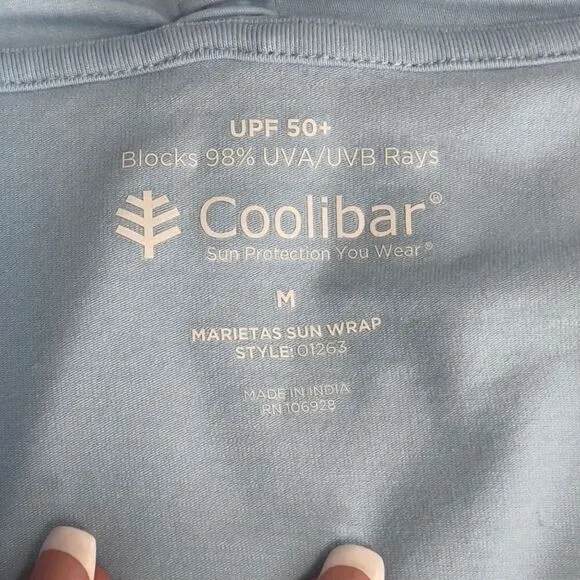 UPF 50+
Blocks 98% UVA/UVB Rays
Coolibar®
Sun Protection You Wear®
M
MARIETAS SUN WRAP
STYLE: 01263
MADE IN INDIA
RN 106928